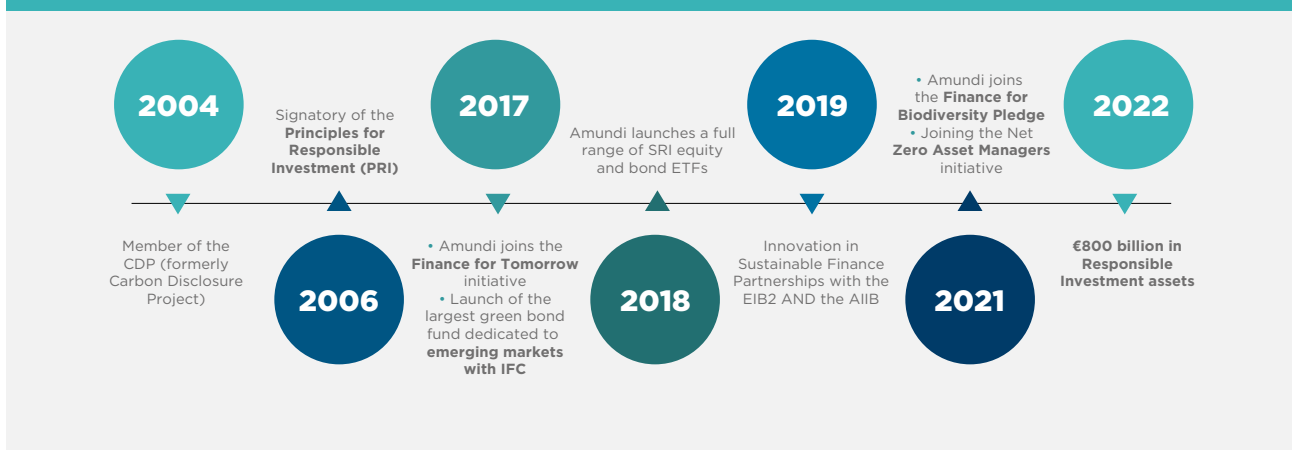 2004
Member of the
CDP (formerly
Carbon Disclosure
Project)
Signatory of the
Principles for
Responsible
Investment (PRI)
2006
2017
• Amundi joins the
Finance for Tomorrow
initiative
• Launch of the
largest green bond
fund dedicated to
emerging markets
with IFC
Amundi launches a full
range of SRI equity
and bond ETFs
2018
2019
Innovation in
Sustainable Finance
Partnerships with the
EIB2 AND the AIIB
• Amundi joins
the Finance for
Biodiversity Pledge
• Joining the Net
Zero Asset Managers
initiative
2021
2022
€800 billion in
Responsible
Investment assets